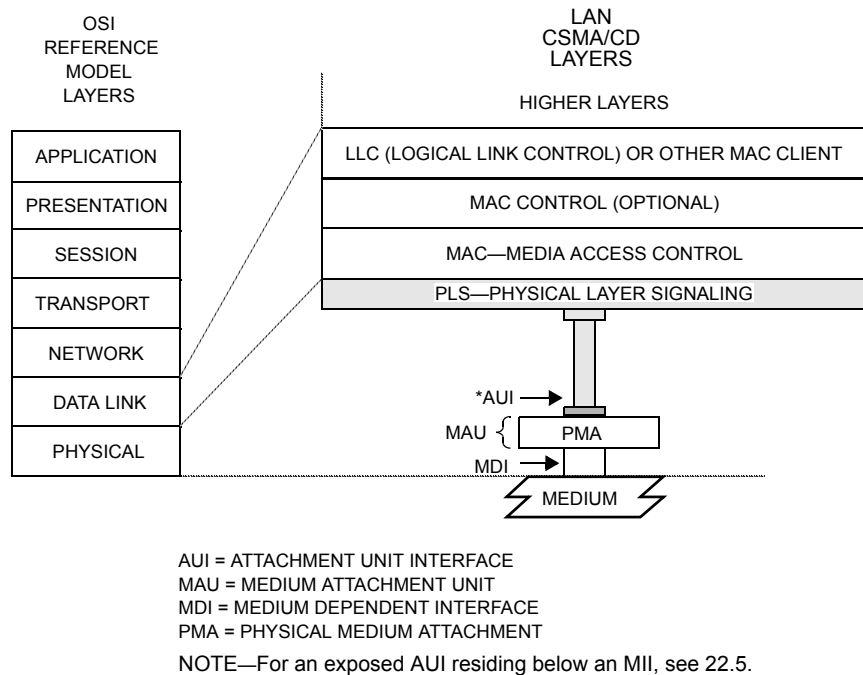 OSI
REFERENCE
MODEL
LAYERS
APPLICATION
PRESENTATION
SESSION
TRANSPORT
NETWORK
DATA LINK
PHYSICAL
LAN
CSMA/CD
LAYERS
HIGHER LAYERS
LLC (LOGICAL LINK CONTROL) OR OTHER MAC CLIENT
MAC CONTROL (OPTIONAL)
MAC—MEDIA ACCESS CONTROL
PLS—PHYSICAL LAYER SIGNALING
*AUI
MAU
PMA
MDI
MEDIUM
AUI = ATTACHMENT UNIT INTERFACE
MAU = MEDIUM ATTACHMENT UNIT
MDI = MEDIUM DEPENDENT INTERFACE
PMA = PHYSICAL MEDIUM ATTACHMENT
NOTE—For an exposed AUI residing below an MII, see 22.5.